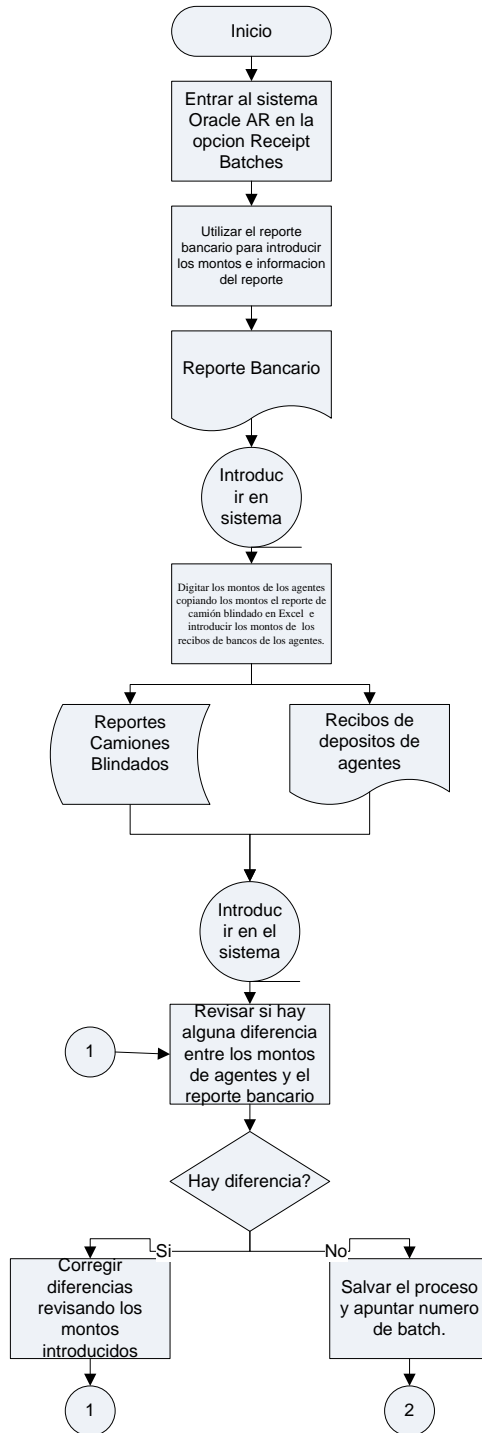 Inicio
Entrar al sistema
Oracle AR en la
opcion Receipt
Batches
Utilizar el reporte
bancario para introducir
los montos e informacion
del reporte
Reporte Bancario
Introduc
ir en
sistema
Digitar los montos de los agentes
copiando los montos el reporte de
camión blindado en Excel e
introducir los montos de los
recibos de bancos de los agentes.
Reportes
Camiones
Blindados
Recibos de
depositos de
agentes
Introduc
ir en el
sistema
Revisar si hay
alguna diferencia
entre los montos
de agentes y el
reporte bancario
1
Hay diferencia?
Si
No
Corregir
diferencias
revisando los
montos
introducidos
Salvar el proceso
y apuntar numero
de batch.
1
2